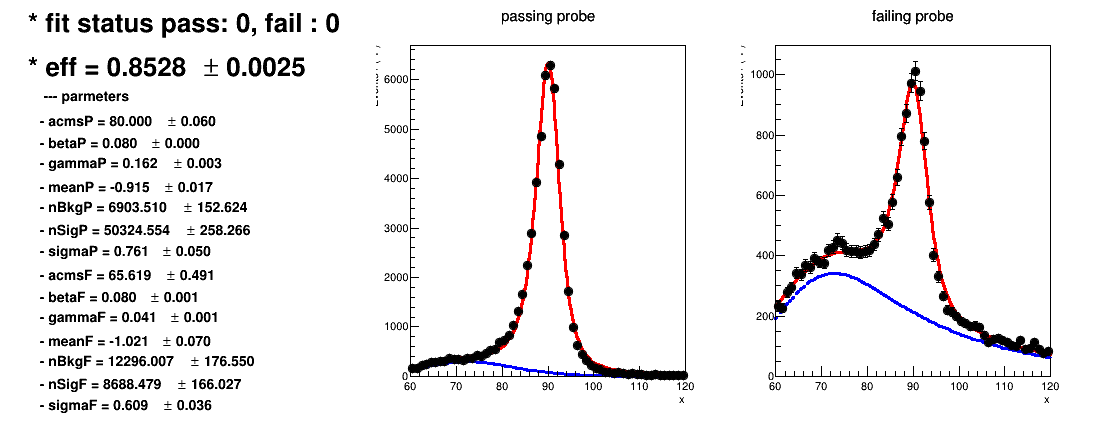 * fit status pass: 0, fail : 0
* eff = 0.8528 ± 0.0025
--- parmeters
- acmsP = 80.000 ± 0.060
- betaP = 0.080 ± 0.000
- gammaP = 0.162 ± 0.003
- meanP = -0.915 ± 0.017
- nBkgP = 6903.510 ± 152.624
- nSigP = 50324.554 ± 258.266
- sigmaP = 0.761 ± 0.050
- acmsF = 65.619 ± 0.491
- betaF = 0.080 ± 0.001
- gammaF = 0.041 ± 0.001
- meanF = -1.021 ± 0.070
- nBkgF = 12296.007 ± 176.550
- nSigF = 8688.479 ± 166.027
- sigmaF = 0.609 ± 0.036
passing probe
6000
5000
4000
3000
2000
1000
0
60 70 80 90 100 110 120
x
failing probe
1000
800
600
400
200
0
60 70 80 90 100 110 120
x